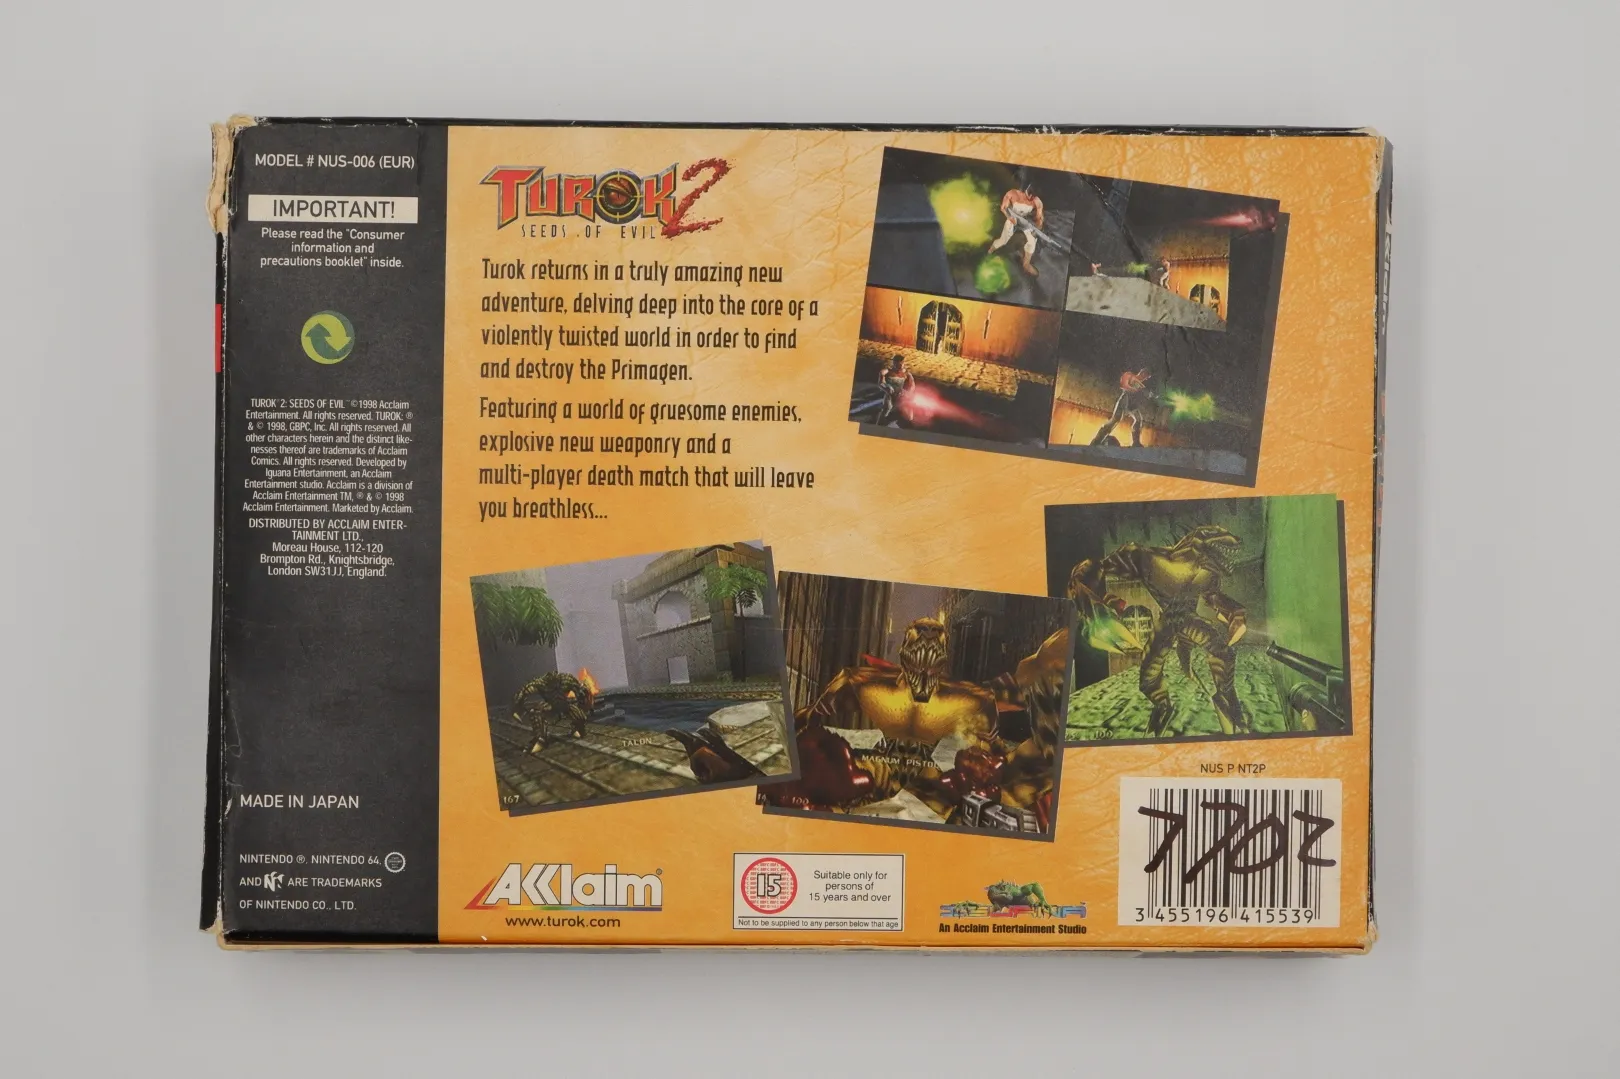 MODEL # NUS-006 (EUR)
IMPORTANT!
Please read the "Consumer
information and
precautions booklet" inside.
TUROK 2: SEEDS OF EVIL ™ © 1998 Acclaim
Entertainment. All rights reserved. TUROK: ®
& © 1998, GBPC, Inc. All rights reserved. All
other characters herein and the distinct like-
nesses thereof are trademarks of Acclaim
Comics. All rights reserved. Developed by
Iguana Entertainment, an Acclaim
Entertainment studio. Acclaim is a division of
Acclaim Entertainment TM, ® & © 1998
Acclaim Entertainment. Marketed by Acclaim.
DISTRIBUTED BY ACCLAIM ENTER-
TAINMENT LTD.,
Moreau House, 112-120
Brompton Rd., Knightsbridge,
London SW31JJ, England.
MADE IN JAPAN
NINTENDO ®, NINTENDO 64,
AND N ARE TRADEMARKS
OF NINTENDO CO., LTD.
TUROK 2
SEEDS OF EVIL
Turok returns in a truly amazing new
adventure, delving deep into the core of a
violently twisted world in order to find
and destroy the Primagen.
Featuring a world of gruesome enemies,
explosive new weaponry and a
multi-player death match that will leave
you breathless...
TALON
167
MAGNUM PISTOL
100
100
AKKlaim®
www.turok.com
15
Suitable only for
persons of
15 years and over
Not to be supplied to any person below that age
An Acclaim Entertainment Studio
NUS P NT2P
3 455196 415539